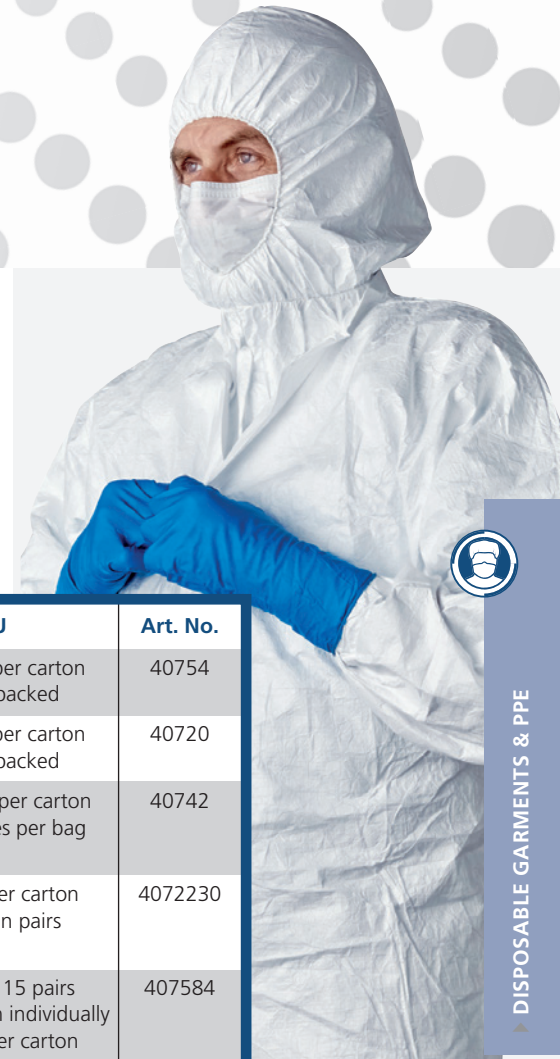 U Art. No.
per carton 40754
packed
per carton 40720
packed
per carton 40742
es per bag
er carton 4072230
n pairs
15 pairs 407584
n individually
er carton
DISPOSABLE GARMENTS & PPE